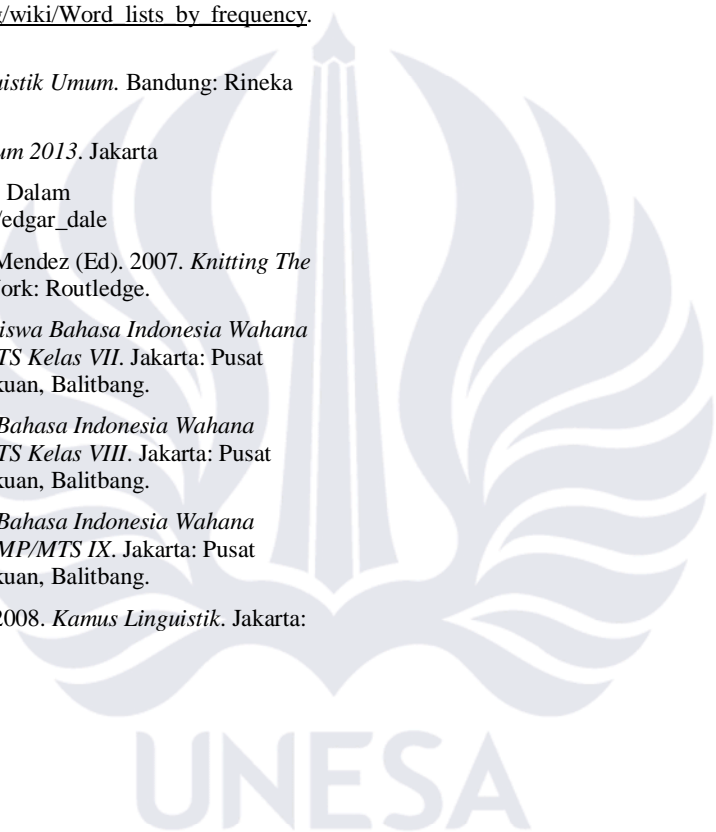 g/wiki/Word_lists_by_frequency.
uistik Umum. Bandung: Rineka
um 2013. Jakarta
Dalam
/edgar_dale
Mendez (Ed). 2007. Knitting The
York: Routledge.
iswa Bahasa Indonesia Wahana
TS Kelas VII. Jakarta: Pusat
kuan, Balitbang.
Bahasa Indonesia Wahana
TS Kelas VIII. Jakarta: Pusat
kuan, Balitbang.
Bahasa Indonesia Wahana
MP/MTS IX. Jakarta: Pusat
kuan, Balitbang.
2008. Kamus Linguistik. Jakarta:
UNESA